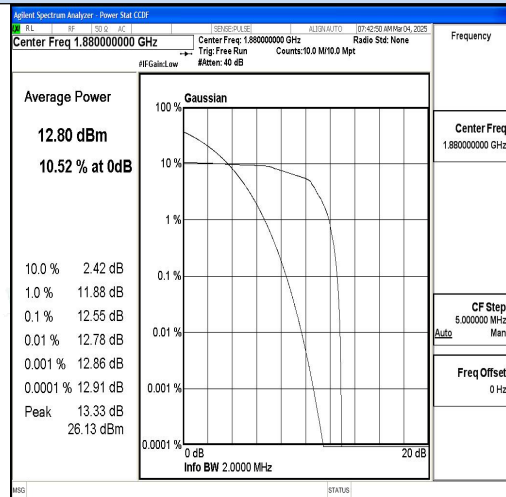 Agilent Spectrum Analyzer - Power Stat CCDF
RL RF 50 Ω AC SENSE:PULSE ALIGN AUTO 07:42:50 AM Mar 04, 2025
Center Freq 1.880000000 GHz
Center Freq: 1.880000000 GHz Radio Std: None
Trig: Free Run Counts:10.0 M/10.0 Mpt
#IFGain:Low #Atten: 40 dB
Frequency
Average Power
12.80 dBm
10.52 % at 0dB
10.0 % 2.42 dB
1.0 % 11.88 dB
0.1 % 12.55 dB
0.01 % 12.78 dB
0.001 % 12.86 dB
0.0001 % 12.91 dB
Peak 13.33 dB
26.13 dBm
Gaussian
100 %
10 %
1 %
0.1 %
0.01 %
0.001 %
0.0001 %
0 dB 20 dB
Info BW 2.0000 MHz
Center Freq
1.880000000 GHz
CF Step
5.000000 MHz
Auto Man
Freq Offset
0 Hz
MSG STATUS